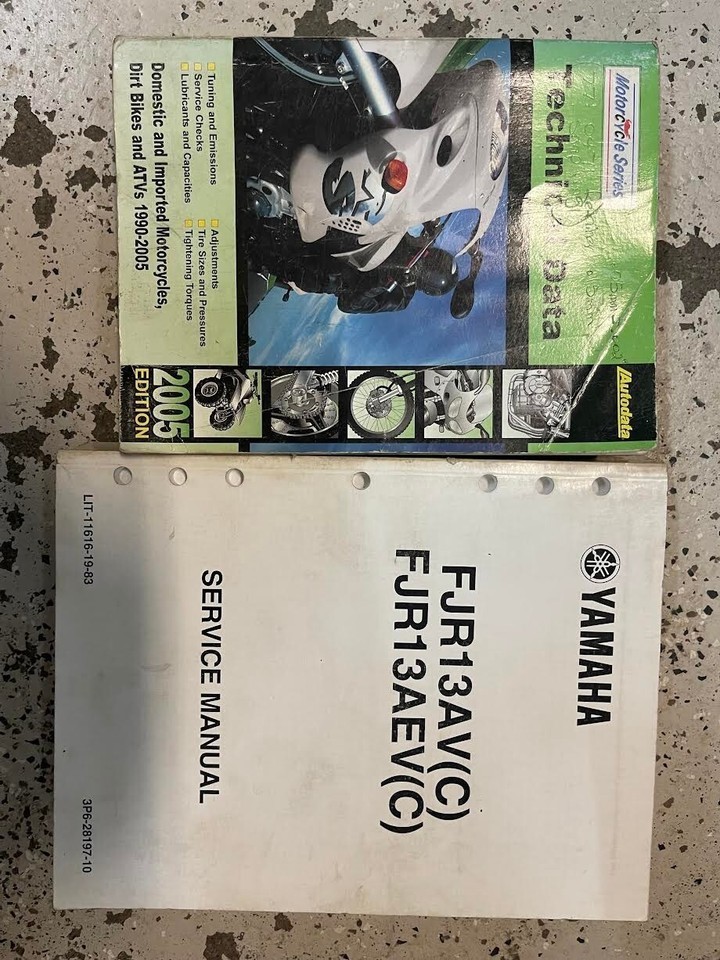 Motorcycle Series
Technical Data
Autodata
Tuning and Emissions
Service Checks
Lubricants and Capacities
Adjustments
Tire Sizes and Pressures
Tightening Torques
Domestic and Imported Motorcycles,
Dirt Bikes and ATVs 1990-2005
2005
EDITION
YAMAHA
FJR13AV(C)
FJR13AEV(C)
SERVICE MANUAL
LIT-11616-19-83
3P6-28197-10